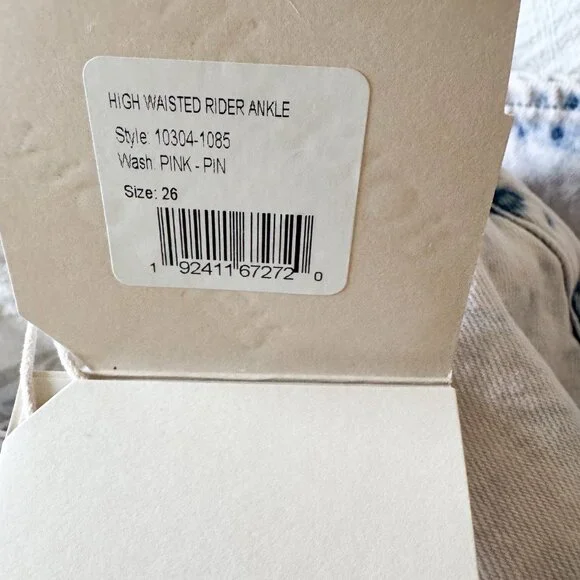 HIGH WAISTED RIDER ANKLE
Style: 10304-1085
Wash: PINK - PIN
Size: 26
1 92411 67272 0